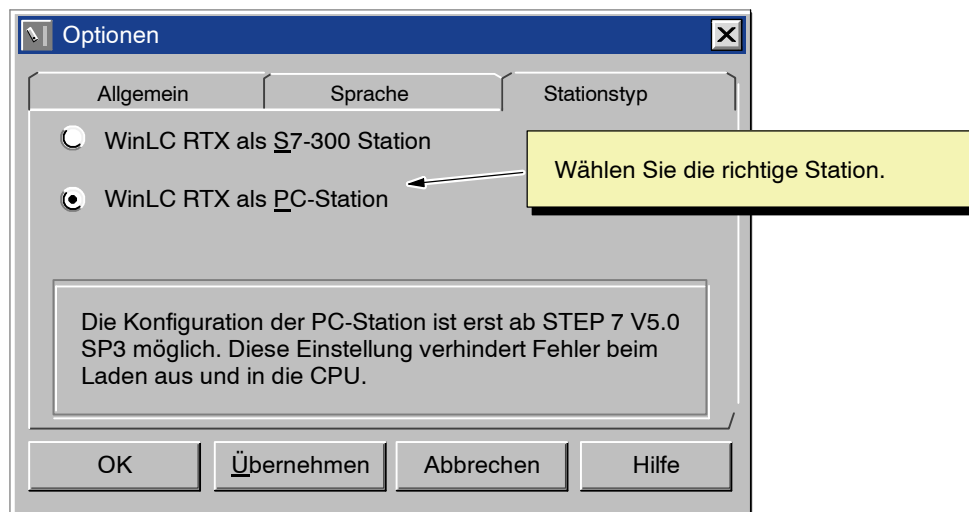 Optionen
Allgemein
Sprache
Stationstyp
WinLC RTX als S7-300 Station
Wählen Sie die richtige Station.
WinLC RTX als PC-Station
Die Konfiguration der PC-Station ist erst ab STEP 7 V5.0
SP3 möglich. Diese Einstellung verhindert Fehler beim
Laden aus und in die CPU.
OK
Übernehmen
Abbrechen
Hilfe